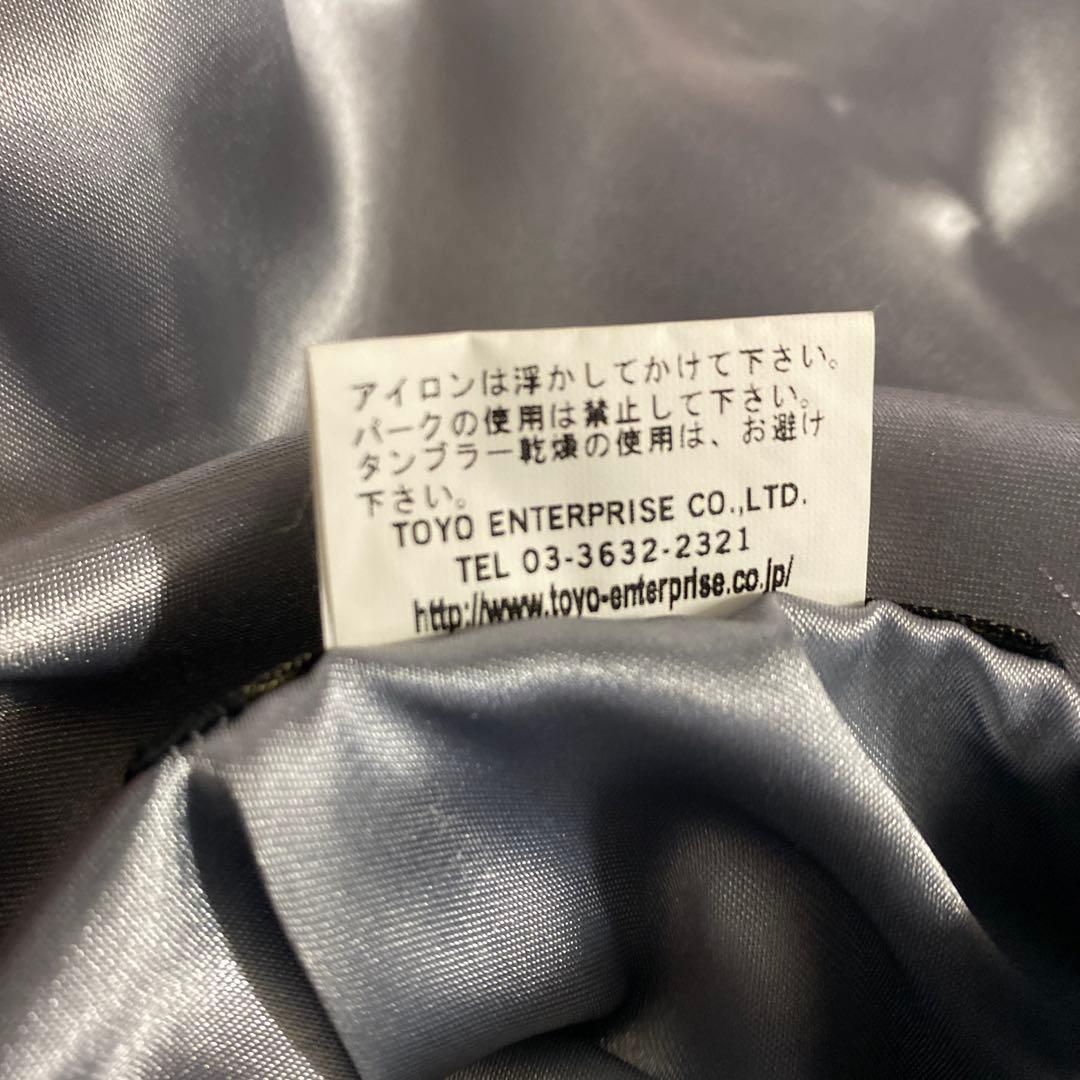 アイロンは浮かしてかけて下さい。
パークの使用は禁止して下さい。
タンブラー乾燥の使用は、お避け
下さい。
TOYO ENTERPRISE CO.,LTD.
TEL 03-3632-2321
http://www.toyo-enterprise.co.jp/